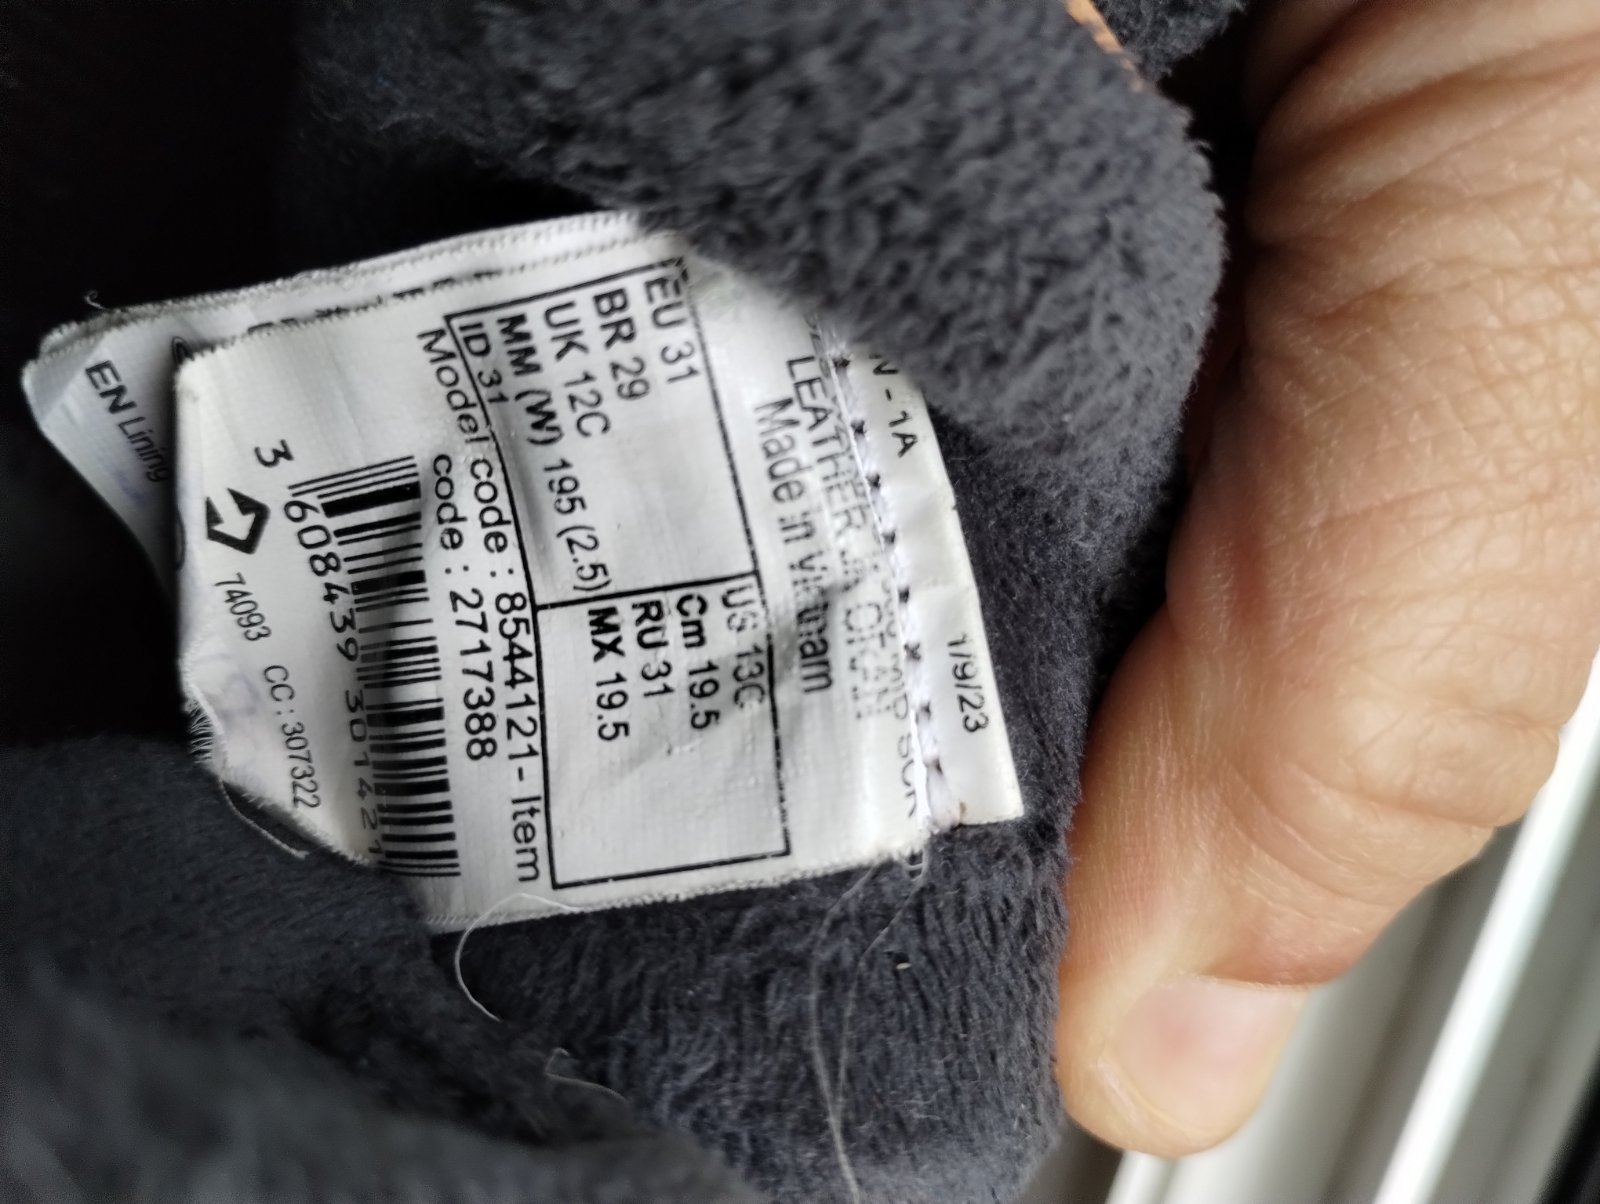 N - 1A
1/9/23
LEATHER
Made in Vietnam
EU 31
US 13C
BR 29
Cm 19.5
UK 12C
RU 31
MM (W) 195 (2.5)
MX 19.5
ID 31
Model code : 8544121 - Item
code : 2717388
3 608439 301421
74093 CC : 307322
EN Lining